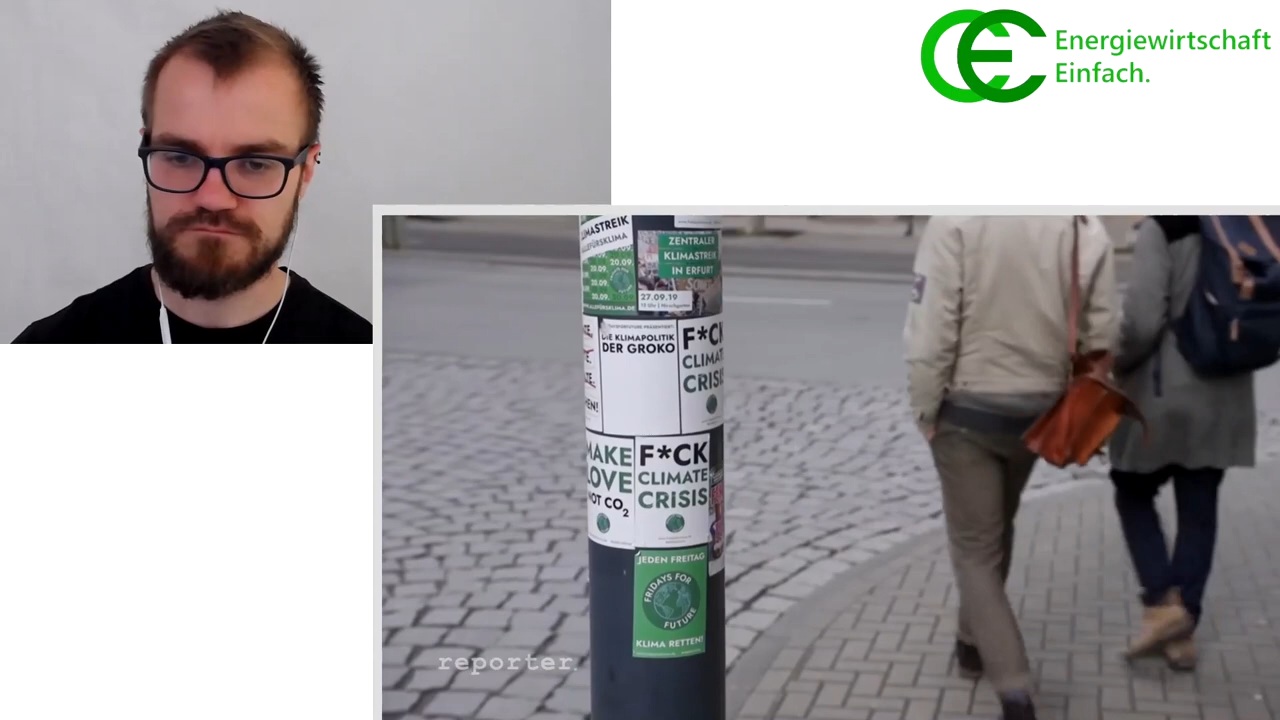 Energiewirtschaft
Einfach.
KLIMASTREIK
ALLEFÜRSKLIMA
20.09.
20.09.
20.09.
20.09.
ZENTRALER
KLIMASTREIK
IN ERFURT
27.09.19
DIE KLIMAPOLITIK
DER GROKO
F*CK
CLIMATE
CRISIS
MAKE
LOVE
NOT CO2
F*CK
CLIMATE
CRiSiS
JEDEN FREITAG
FRIDAYS FOR
FUTURE
KLIMA RETTEN!
reporter.